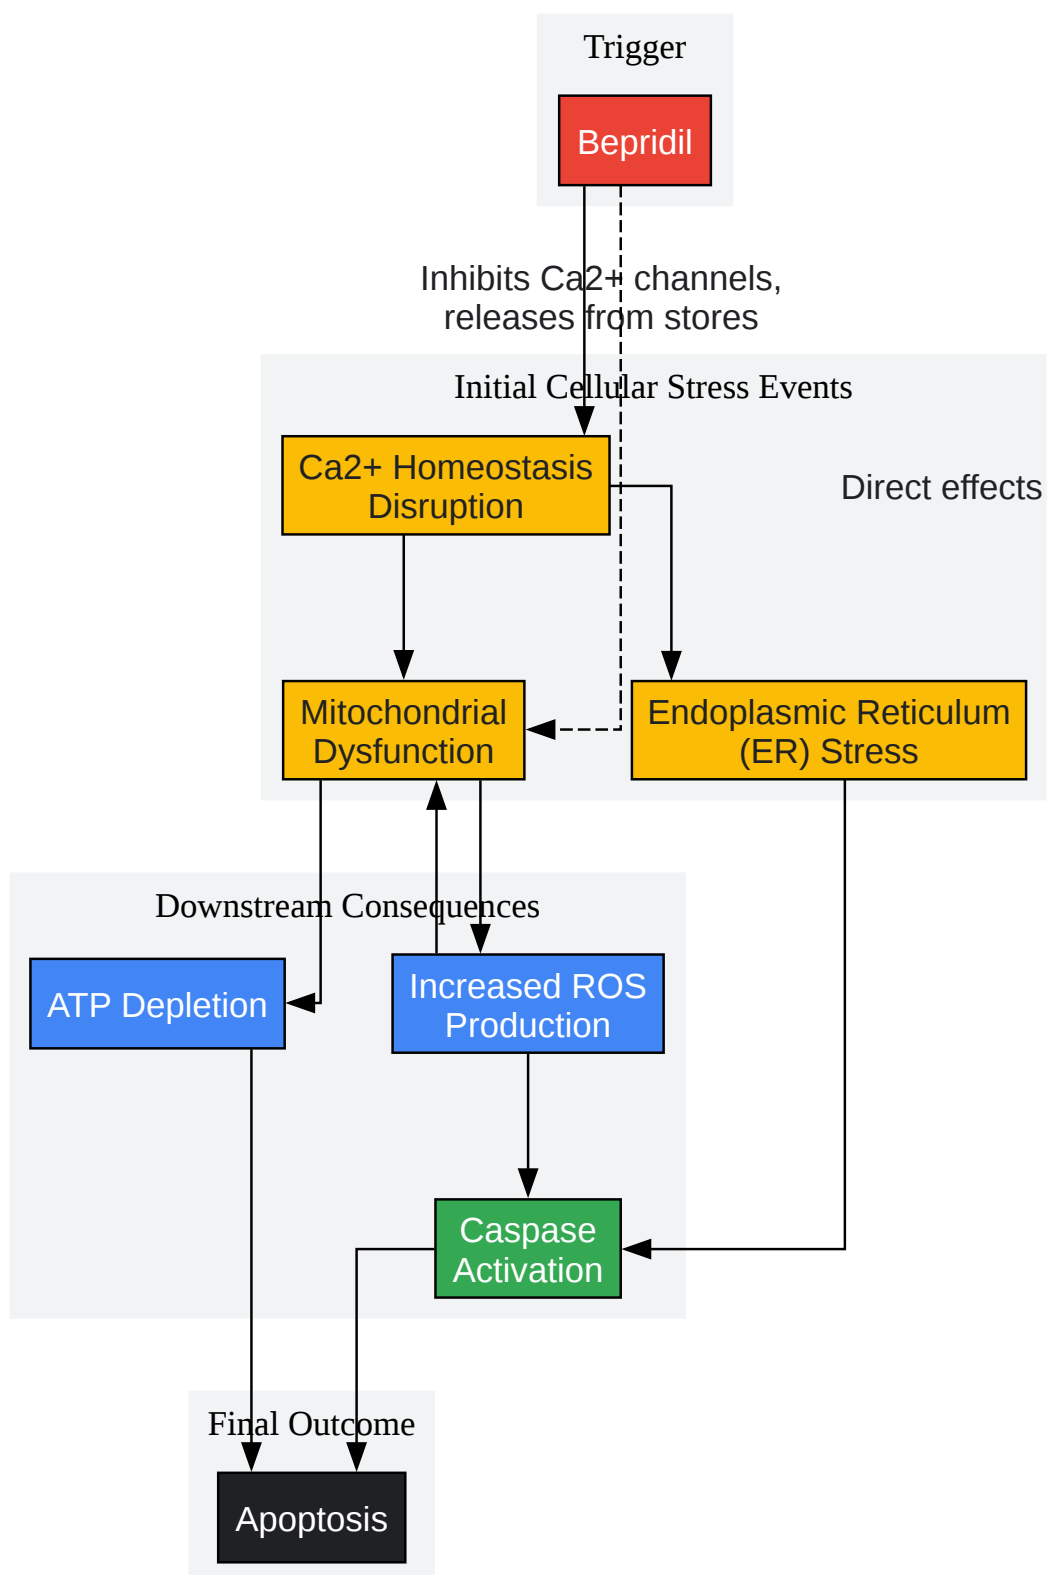 Trigger
Bepridil
Inhibits Ca2+ channels,
releases from stores
Initial Cellular Stress Events
Ca2+ Homeostasis
Disruption
Direct effects
Mitochondrial
Dysfunction
Endoplasmic Reticulum
(ER) Stress
Downstream Consequences
ATP Depletion
Increased ROS
Production
Caspase
Activation
Final Outcome
Apoptosis